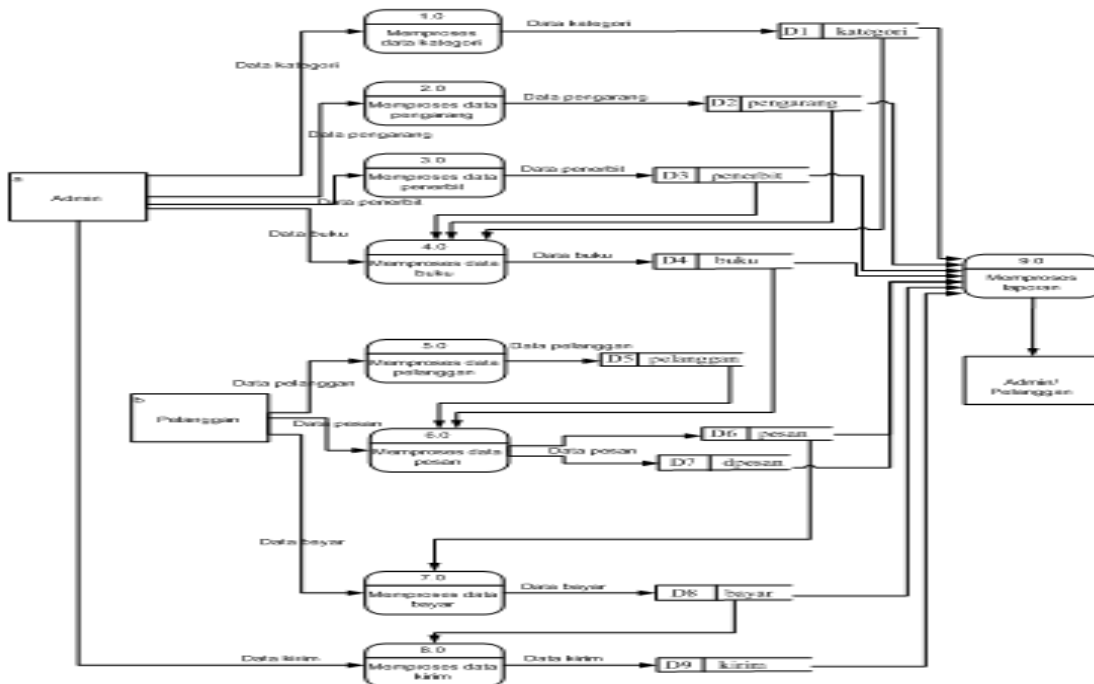 1.0
Memproses
data kategori
Data kategori
D1 kategori
Data kategori
2.0
Memproses data
pengarang
Data pengarang
D2 pengarang
Data pengarang
3.0
Memproses data
penerbit
Data penerbit
D3 penerbit
a
Admin
Data penerbit
Data buku
4.0
Memproses data
buku
Data buku
D4 buku
9.0
Memproses
laporan
5.0
Memproses data
pelanggan
Data pelanggan
D5 pelanggan
Data pelanggan
Admin/
Pelanggan
b
Pelanggan
Data pesan
6.0
Memproses data
pesan
Data pesan
D6 pesan
D7 dpesan
Data bayar
7.0
Memproses data
bayar
Data bayar
D8 bayar
Data kirim
8.0
Memproses data
kirim
Data kirim
D9 kirim